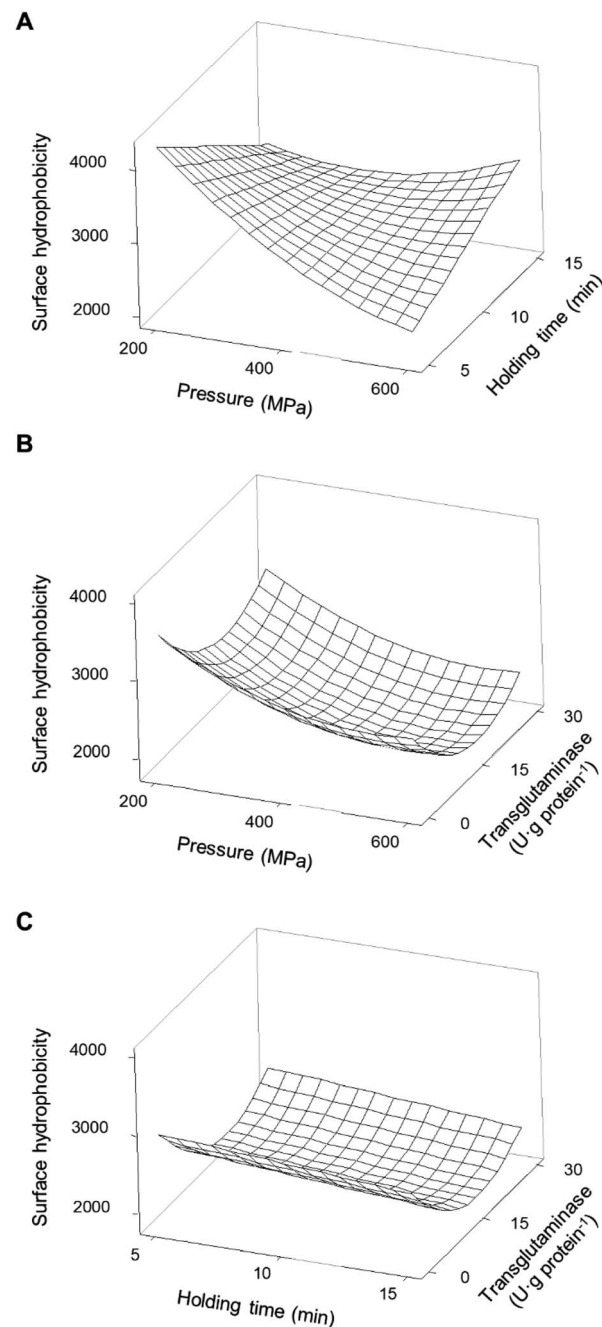 A
Surface hydrophobicity
4000
3000
2000
200
400
600
Pressure (MPa)
5
10
15
Holding time (min)
B
Surface hydrophobicity
4000
3000
2000
200
400
600
Pressure (MPa)
0
15
30
Transglutaminase
(U·g protein⁻¹)
C
Surface hydrophobicity
4000
3000
2000
5
10
15
Holding time (min)
0
15
30
Transglutaminase
(U·g protein⁻¹)